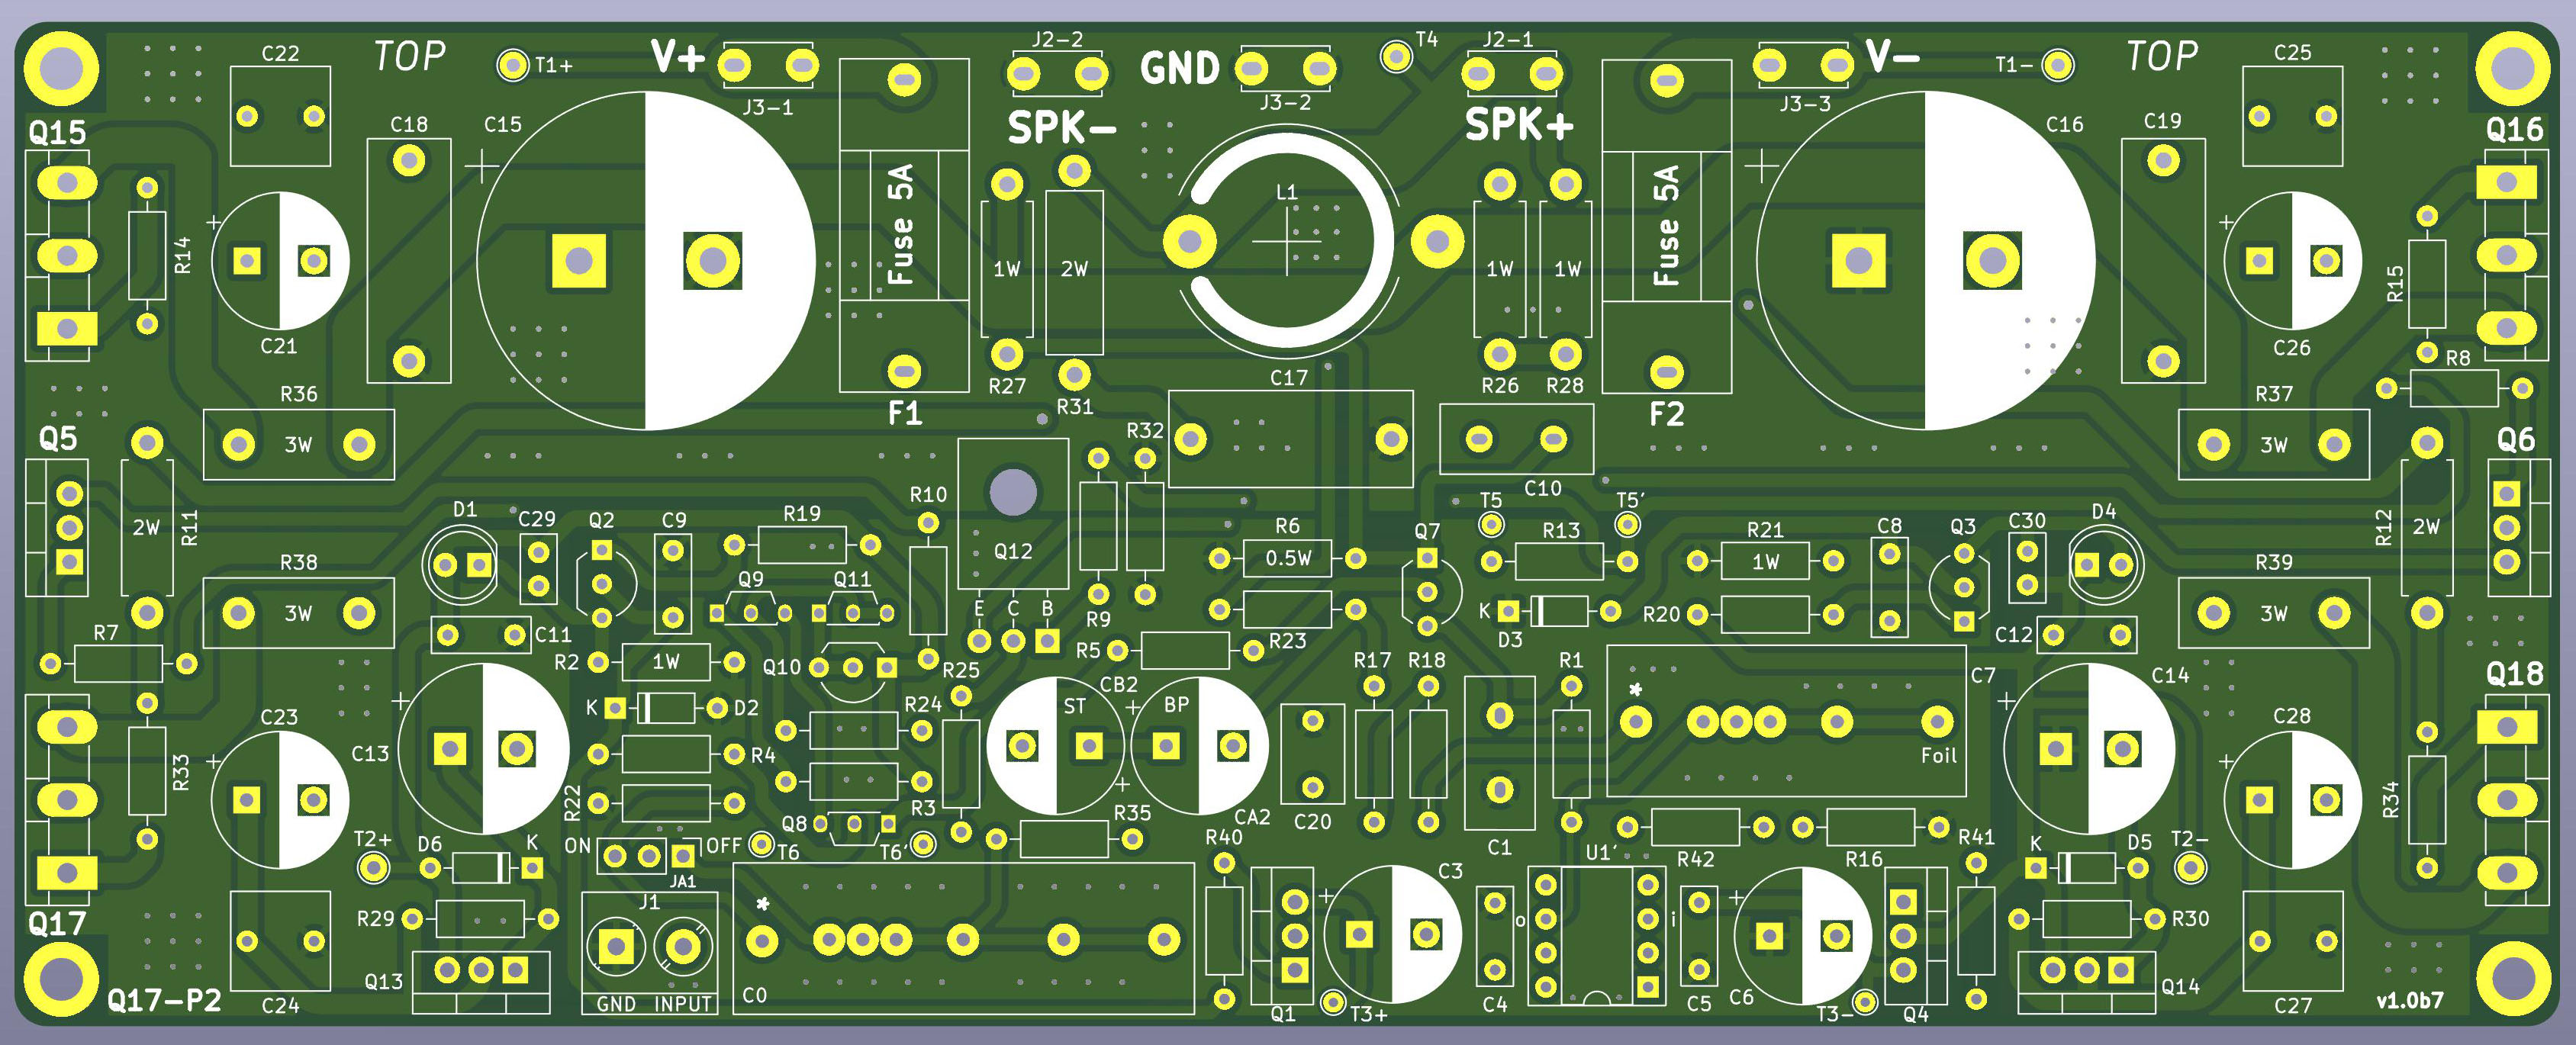 C22
TOP
T1+
V+
J3-1
J2-2
GND
J3-2
T4
J2-1
J3-3
V-
T1-
TOP
C25
Q15
C18
C15
SPK-
SPK+
C16
C19
Q16
R14
C21
Fuse 5A
1W
2W
L1
1W
1W
Fuse 5A
R15
C26
R36
3W
F1
R27
R31
C17
R26
R28
F2
R37
3W
R8
Q5
2W
R11
D1
C29
Q2
C9
R19
R10
Q12
R32
R9
C10
R6
0.5W
Q7
T5
T5'
R13
R21
1W
C8
Q3
C30
D4
R12
2W
Q6
R38
3W
Q9
Q11
E
C
B
R23
K
D3
R20
R39
3W
R7
C11
R2
1W
Q10
R5
R25
R17
R18
R1
C12
C7
R33
C23
C13
K
D2
R4
R24
CB2
ST
BP
*
Foil
C14
C28
Q18
R34
R22
R3
Q8
R35
CA2
C20
C1
T2+
D6
K
ON
OFF
JA1
T6
T6'
R40
C3
U1'
R42
R16
R41
K
D5
T2-
R29
J1
*
o
i
R30
Q17
Q13
GND
INPUT
C0
Q1
T3+
C4
C5
C6
T3-
Q4
Q14
Q17-P2
C24
C27
v1.0b7